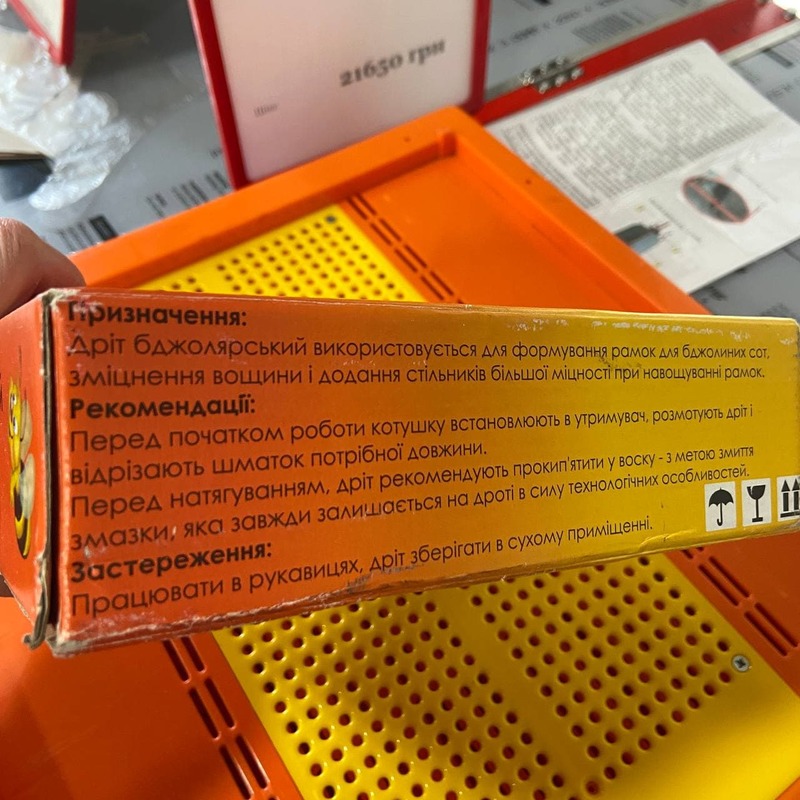 21650 грн
Призначення:
Дріт бджолярський використовується для формування рамок для бджолиних сот,
зміцнення вощини і додання стільників більшої міцності при навощуванні рамок.
Рекомендації:
Перед початком роботи котушку встановлюють в утримувач, розмотують дріт і
відрізають шматок потрібної довжини.
Перед натягуванням, дріт рекомендують прокип'ятити у воску - з метою змиття
змазки, яка завжди залишається на дроті в силу технологічних особливостей.
Застереження:
Працювати в рукавицях, дріт зберігати в сухому приміщенні.